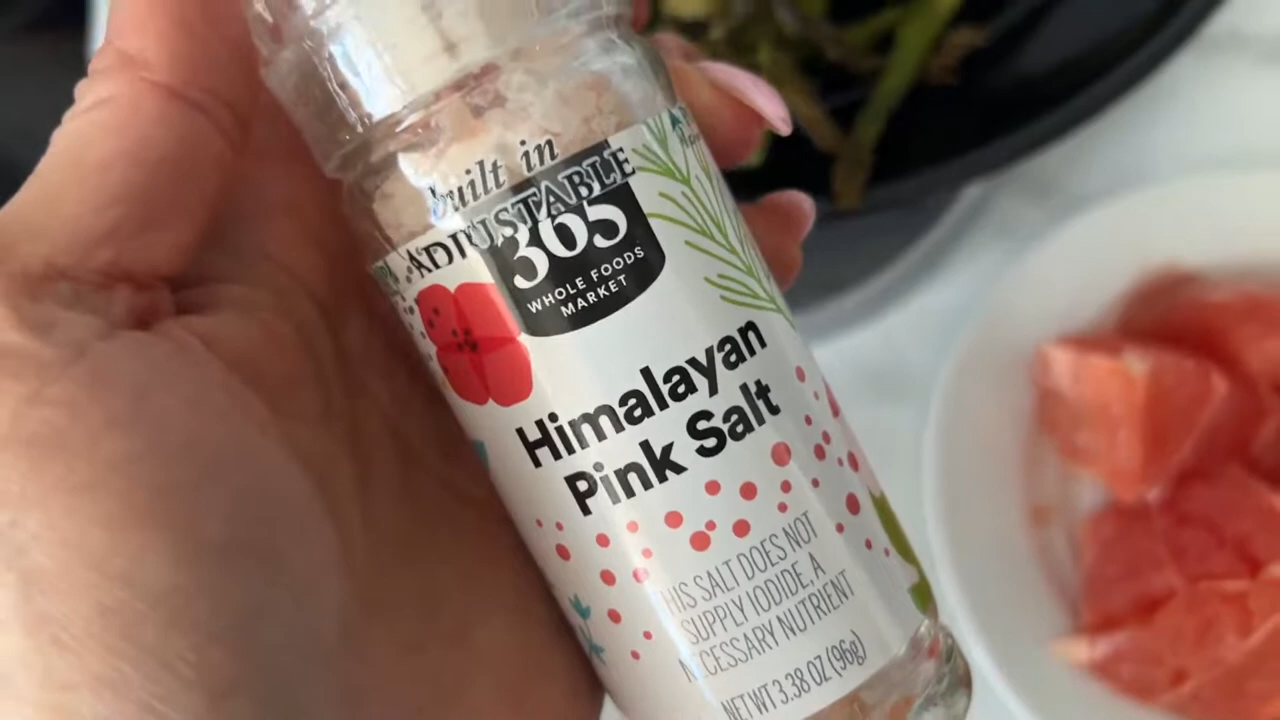 built in
ADJUSTABLE
365
WHOLE FOODS
MARKET
Himalayan
Pink Salt
HIS SALT DOES NOT
SUPPLY IODIDE, A
NECESSARY NUTRIENT
NET WT 3.38 OZ (96g)